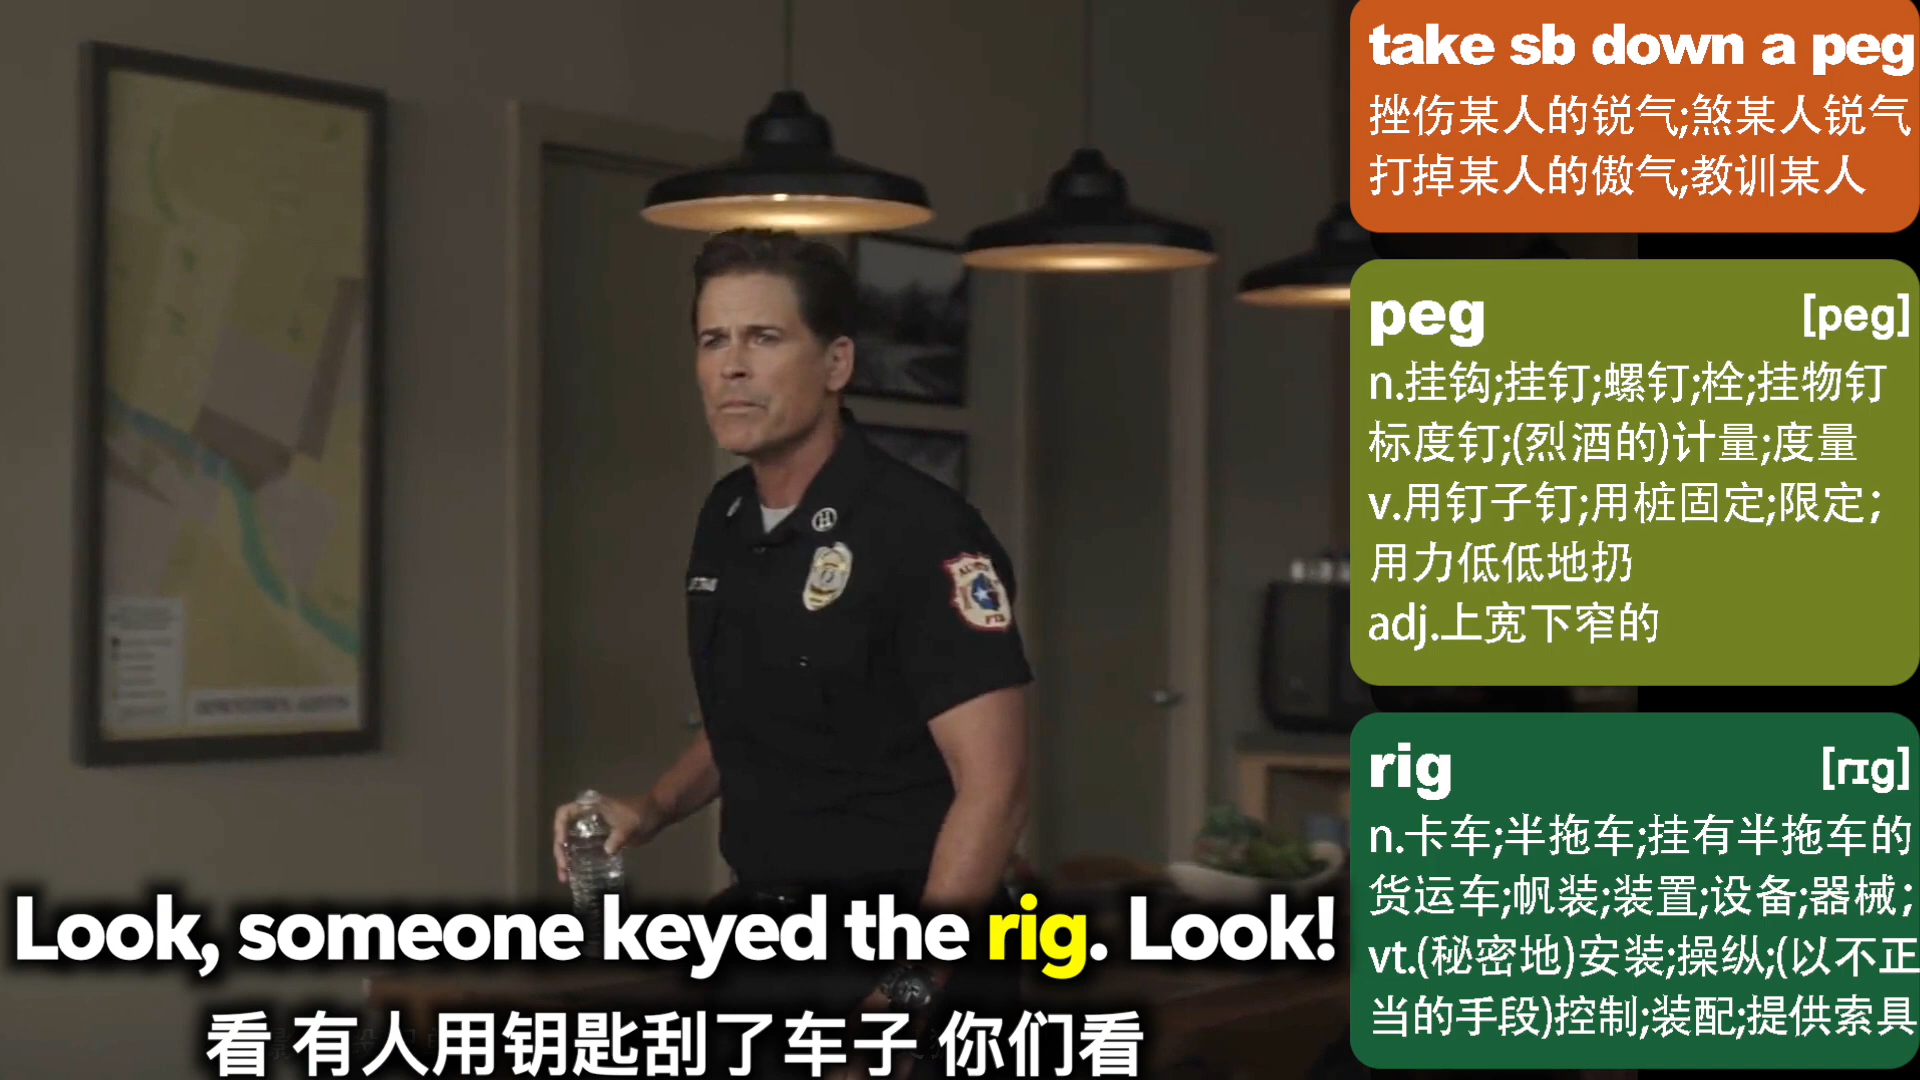 take sb down a peg
挫伤某人的锐气;煞某人锐气
打掉某人的傲气;教训某人
peg [peg]
n.挂钩;挂钉;螺钉;栓;挂物钉
标度钉;(烈酒的)计量;度量
v.用钉子钉;用桩固定;限定;
用力低低地扔
adj.上宽下窄的
rig [rɪg]
n.卡车;半拖车;挂有半拖车的
货运车;帆装;装置;设备;器械;
vt.(秘密地)安装;操纵;(以不正
当的手段)控制;装配;提供索具
Look, someone keyed the rig. Look!
看 有人用钥匙刮了车子 你们看